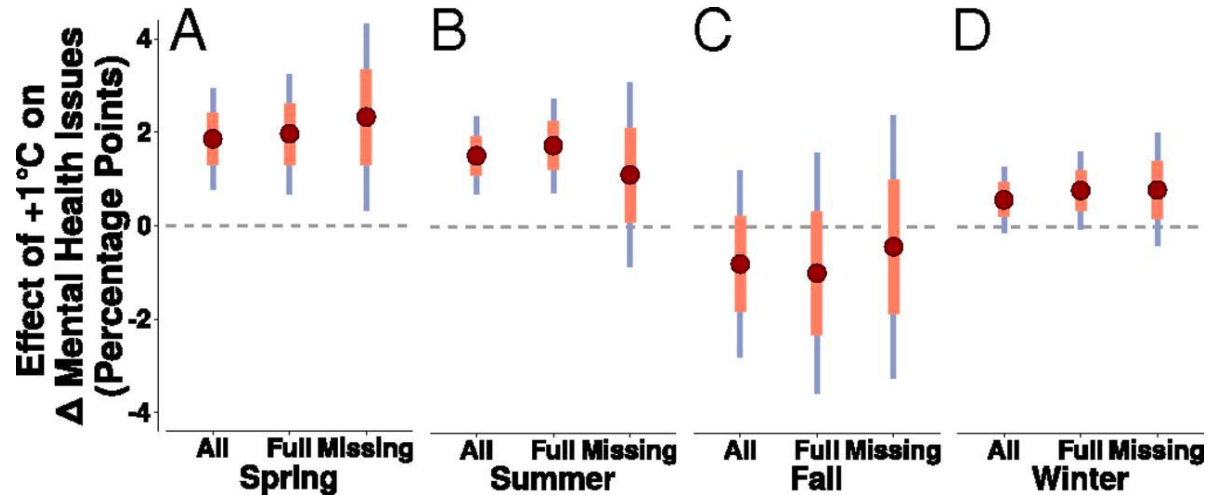 A B C D
Effect of +1°C on
Δ Mental Health Issues
(Percentage Points)
4
2
0
-2
-4
All Full Missing All Full Missing All Full Missing All Full Missing
Spring Summer Fall Winter